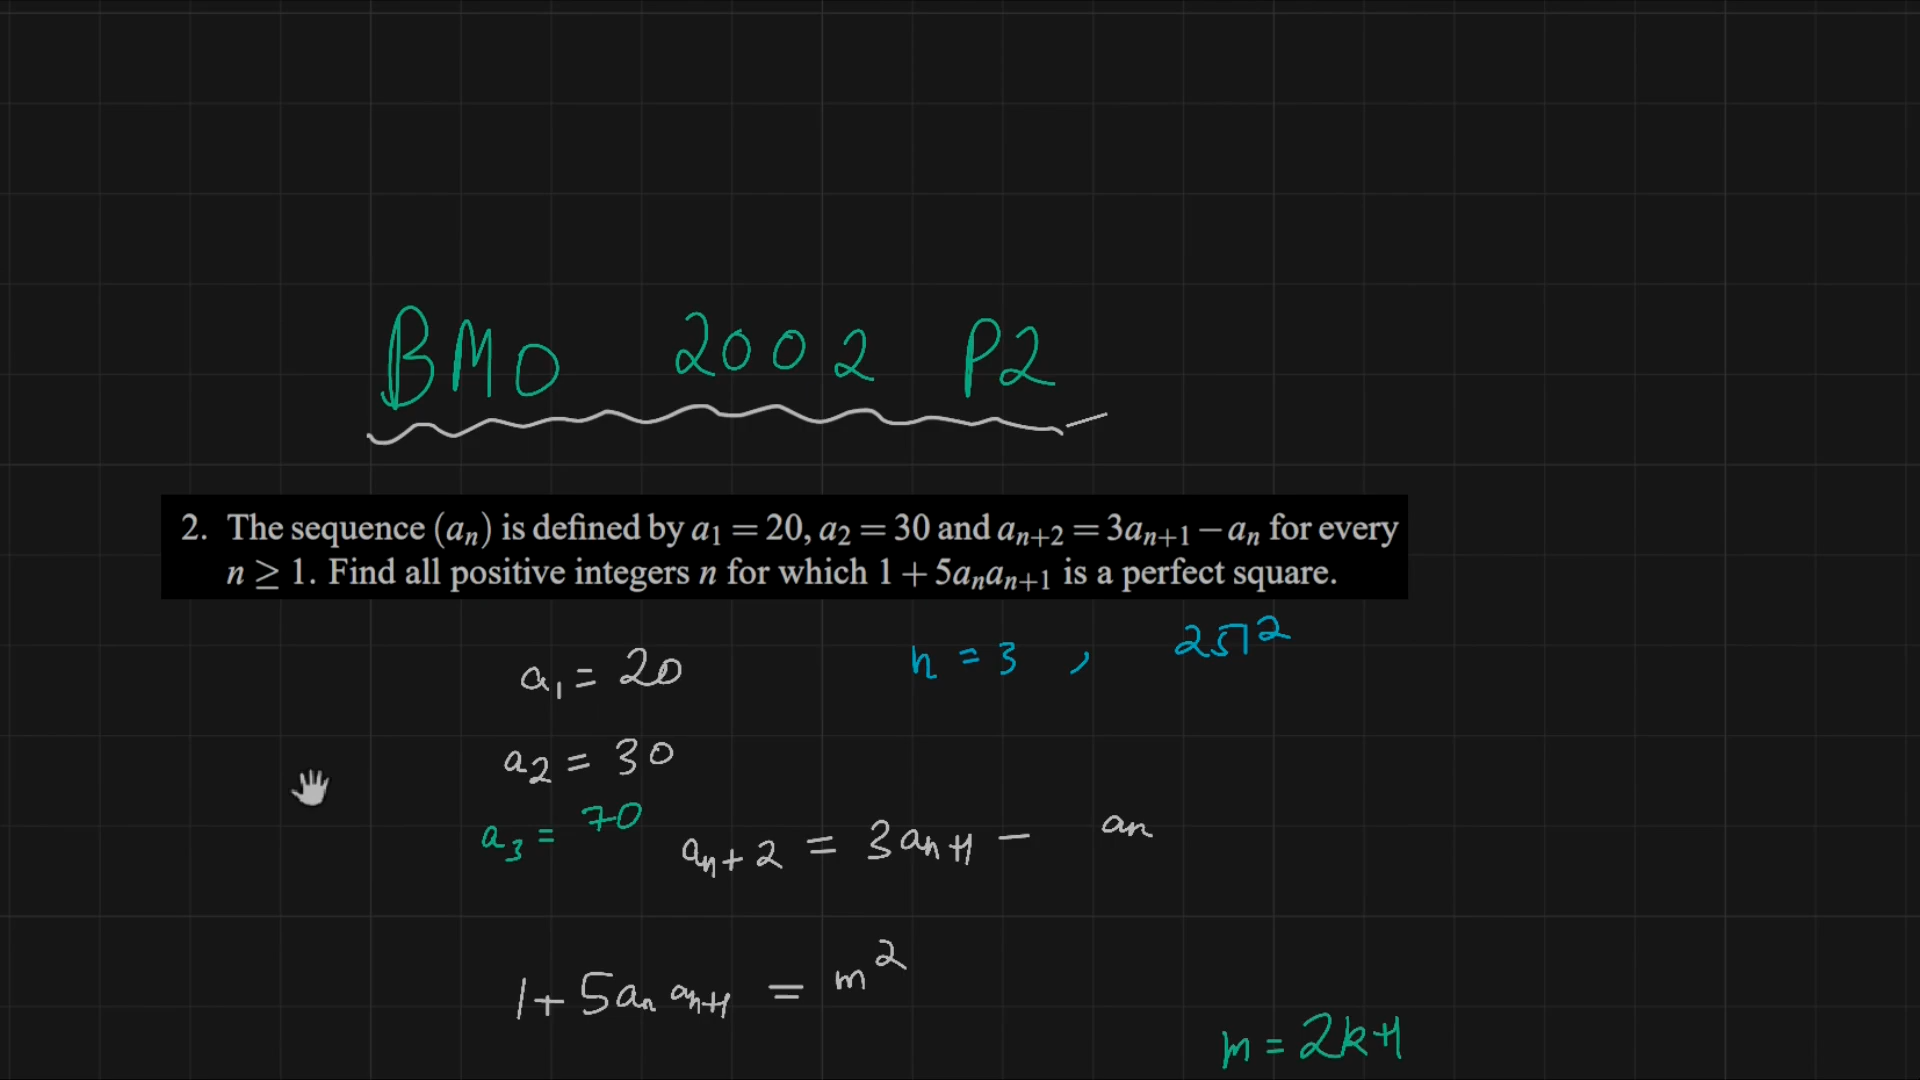 BMO 2002 P2
2. The sequence (aₙ) is defined by a₁ = 20, a₂ = 30 and aₙ₊₂ = 3aₙ₊₁ − aₙ for every
n ≥ 1. Find all positive integers n for which 1 + 5aₙaₙ₊₁ is a perfect square.
a₁ = 20
n = 3 , 251²
a₂ = 30
a₃ = 70
aₙ₊₂ = 3aₙ₊₁ − aₙ
1 + 5aₙ aₙ₊₁ = m²
m = 2k+1